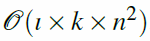 𝒪(ι × k × n²)